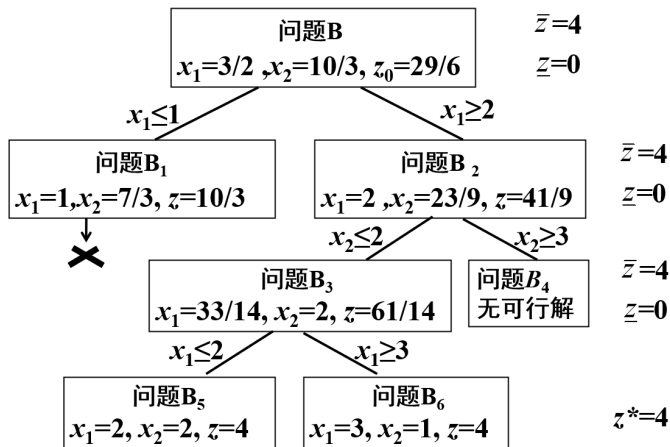 问题B
x₁=3/2 ,x₂=10/3, z₀=29/6
z̅=4
z̲=0
x₁≤1
x₁≥2
问题B₁
x₁=1,x₂=7/3, z=10/3
问题B ₂
x₁=2 ,x₂=23/9, z=41/9
z̅=4
z̲=0
x₂≤2
x₂≥3
问题B₃
x₁=33/14, x₂=2, z=61/14
问题B₄
无可行解
z̅=4
z̲=0
x₁≤2
x₁≥3
问题B₅
x₁=2, x₂=2, z=4
问题B₆
x₁=3, x₂=1, z=4
z*=4